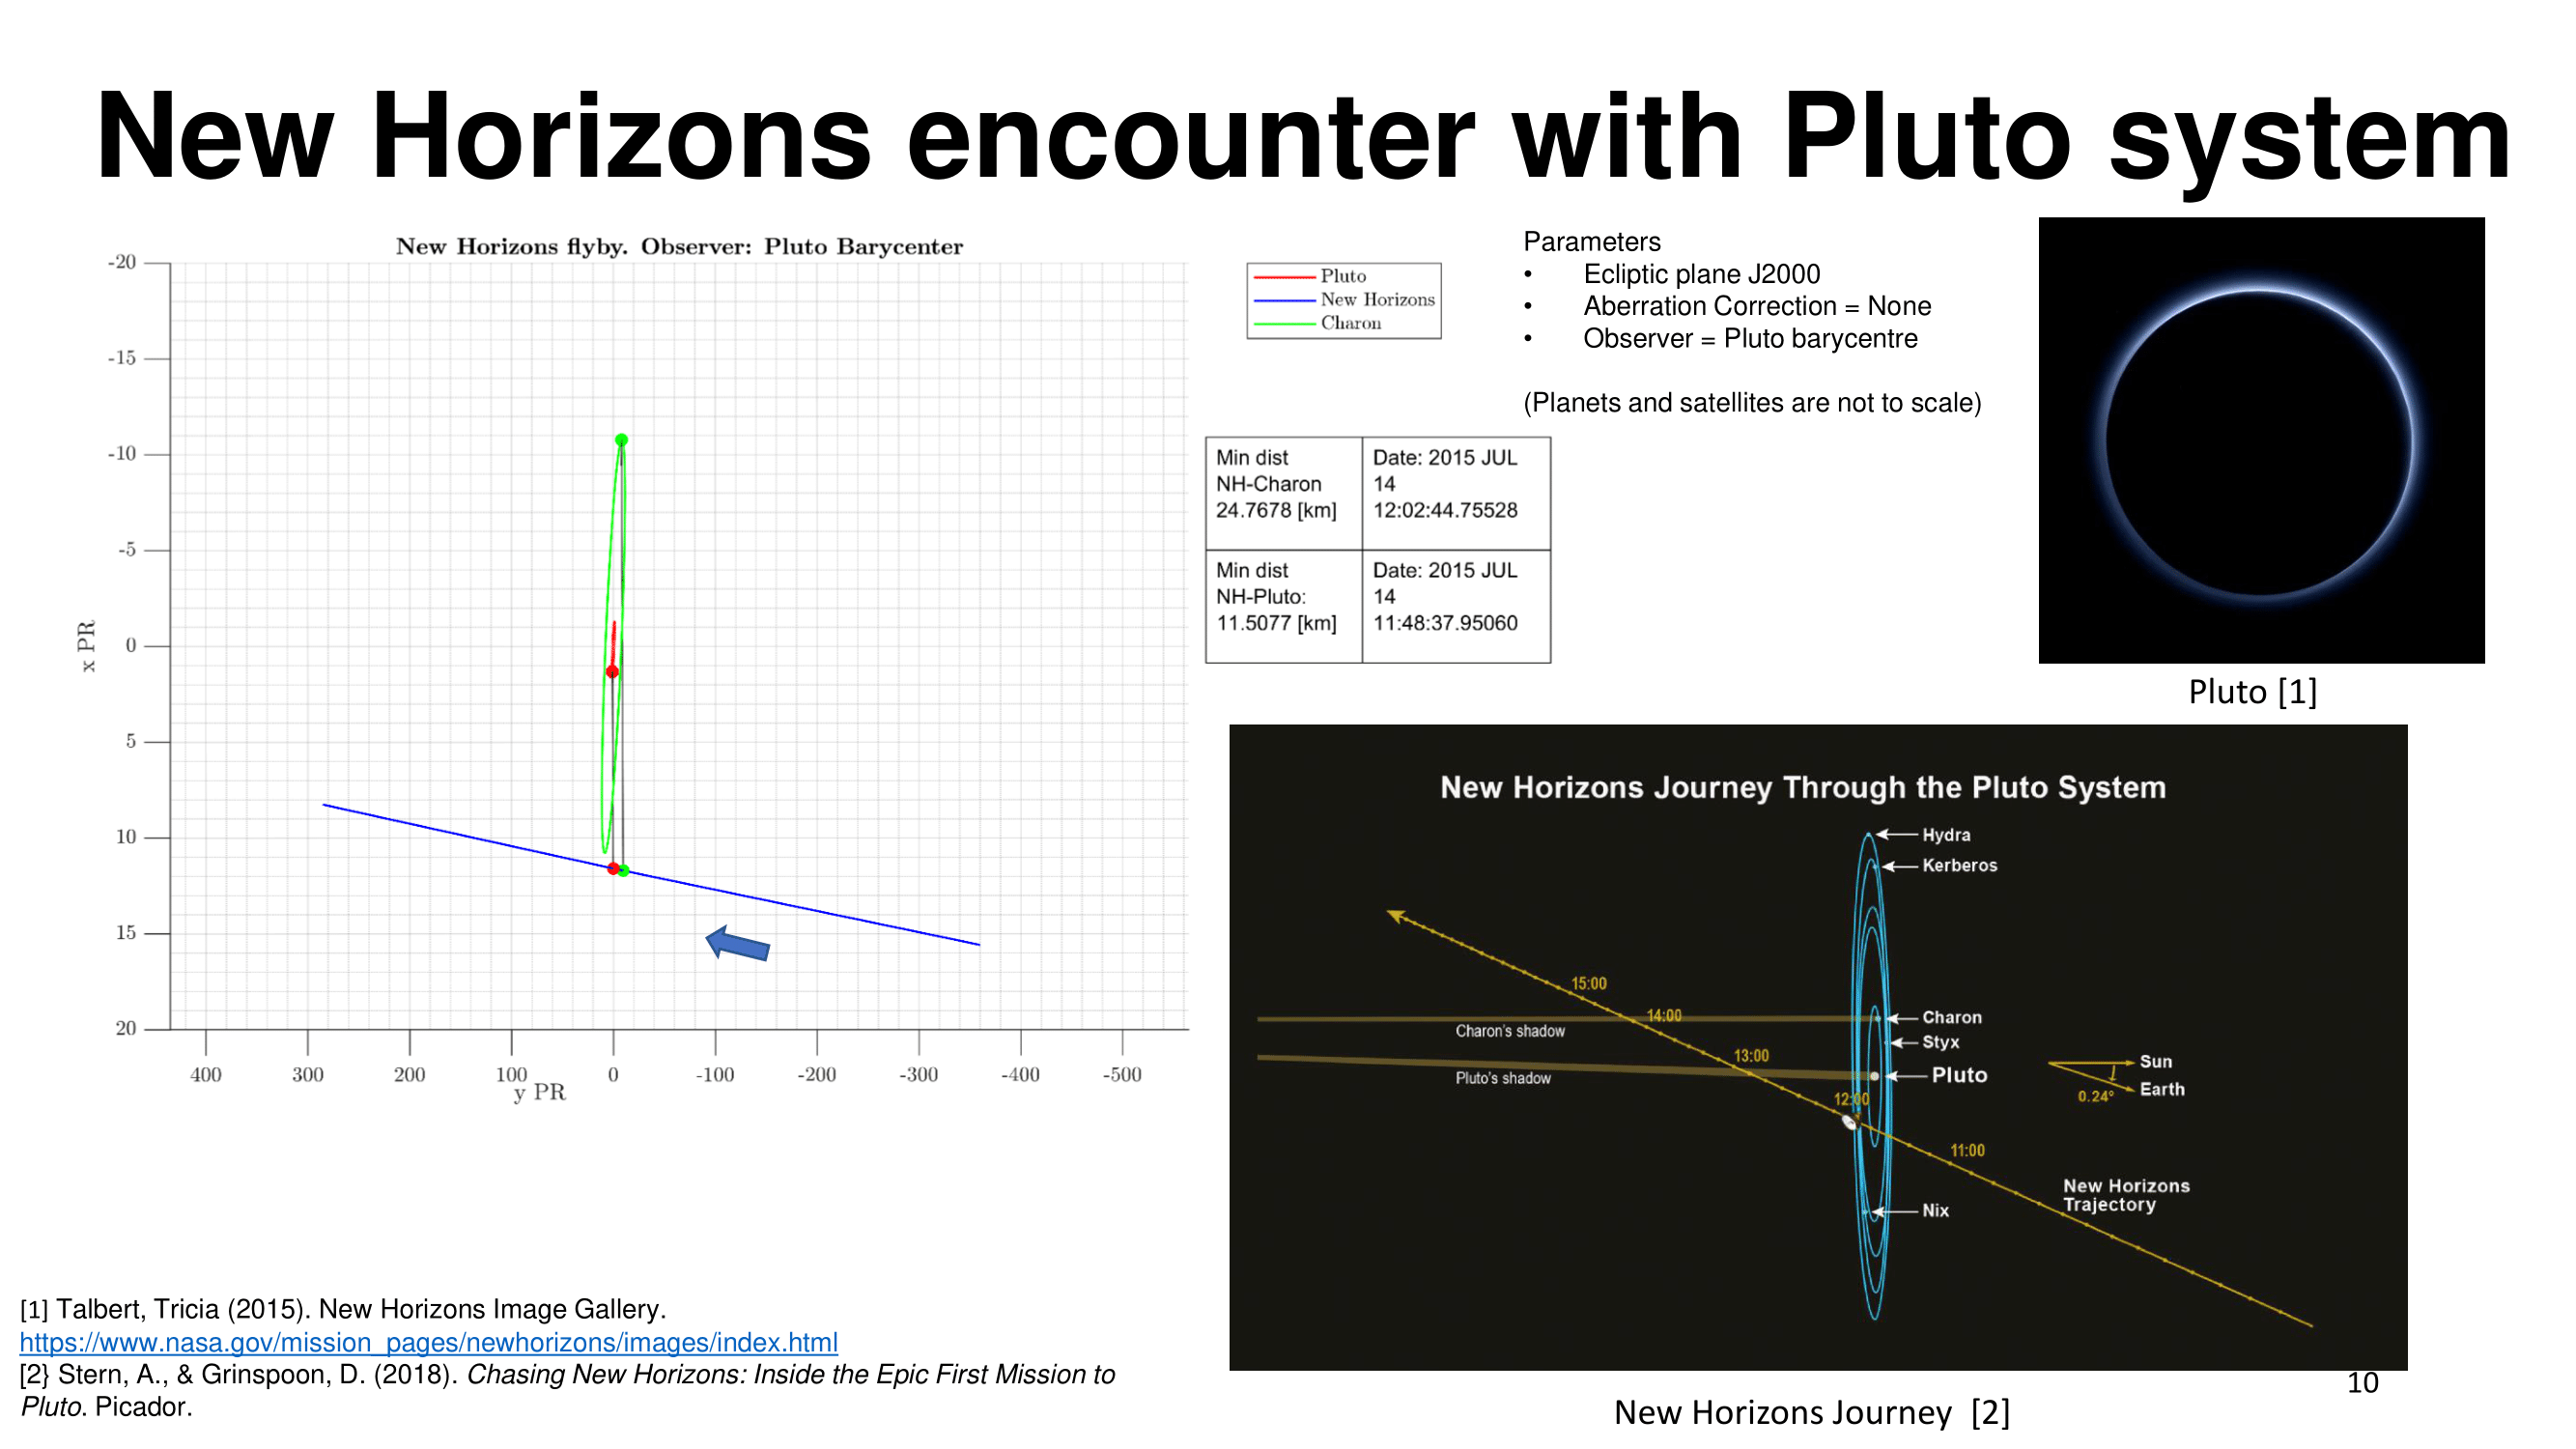 New Horizons encounter with Pluto system
New Horizons flyby. Observer: Pluto Barycenter
-20
-15
-10
-5
0
5
10
15
20
x PR
400 300 200 100 0 -100 -200 -300 -400 -500
y PR
Pluto
New Horizons
Charon
Parameters
• Ecliptic plane J2000
• Aberration Correction = None
• Observer = Pluto barycentre
(Planets and satellites are not to scale)
Min dist
NH-Charon
24.7678 [km]
Date: 2015 JUL
14
12:02:44.75528
Min dist
NH-Pluto:
11.5077 [km]
Date: 2015 JUL
14
11:48:37.95060
Pluto [1]
New Horizons Journey Through the Pluto System
Hydra
Kerberos
15:00
14:00
Charon's shadow
Charon
Styx
13:00
Pluto's shadow
Pluto
Sun
Earth
0.24°
12:00
11:00
New Horizons
Trajectory
Nix
New Horizons Journey [2]
[1] Talbert, Tricia (2015). New Horizons Image Gallery.
https://www.nasa.gov/mission_pages/newhorizons/images/index.html
[2} Stern, A., & Grinspoon, D. (2018). Chasing New Horizons: Inside the Epic First Mission to
Pluto. Picador.
10